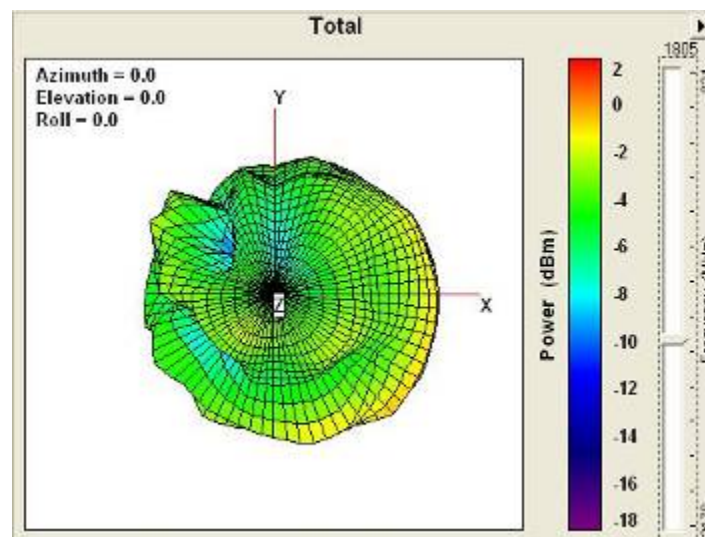 Total
1805
Azimuth = 0.0
Elevation = 0.0
Roll = 0.0
Y
X
Z
Power (dBm)
2
0
-2
-4
-6
-8
-10
-12
-14
-16
-18